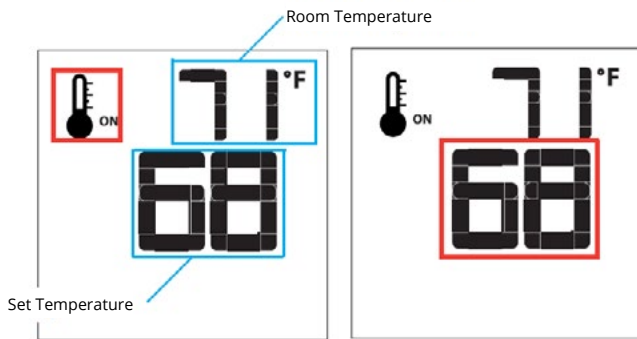 Room Temperature
71 °F
ON
68
Set Temperature
71 °F
ON
68